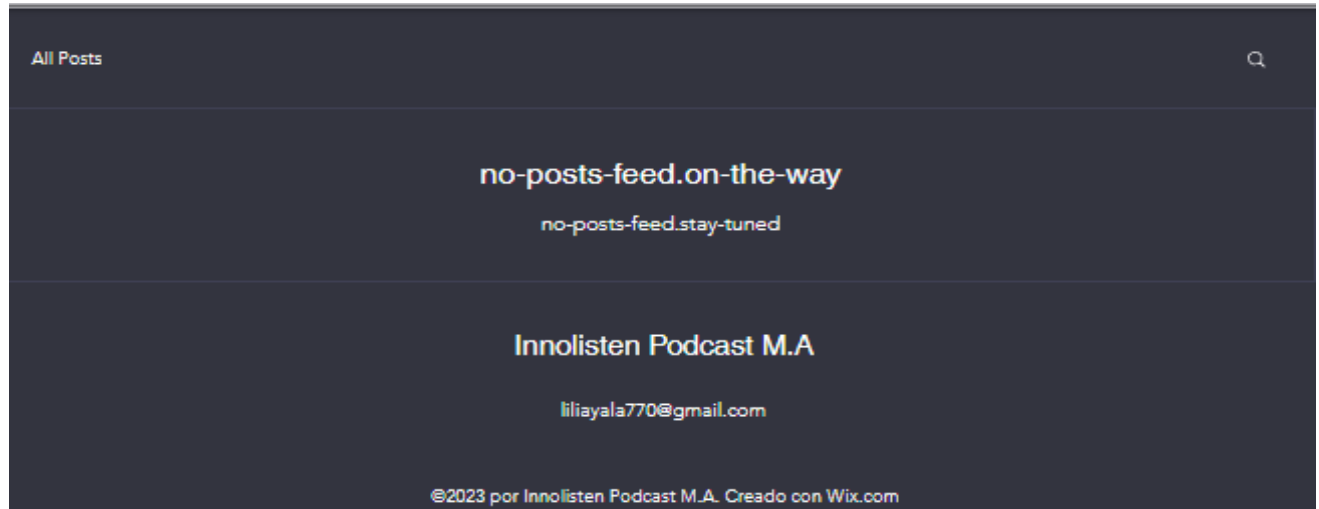 All Posts
no-posts-feed.on-the-way
no-posts-feed.stay-tuned
Innolisten Podcast M.A
liliayala770@gmail.com
©2023 por Innolisten Podcast M.A. Creado con Wix.com